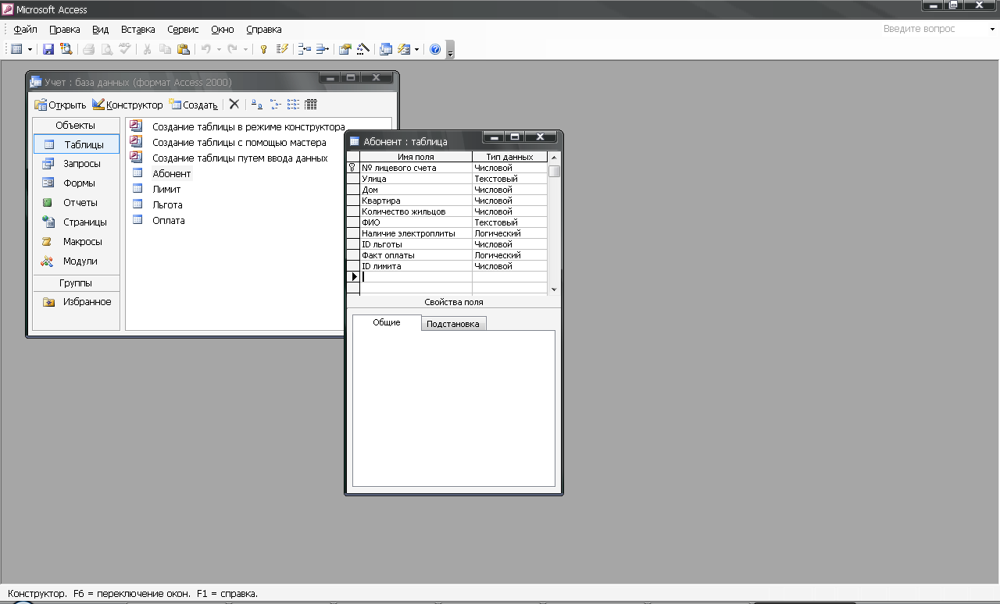 Microsoft Access
Файл Правка Вид Вставка Сервис Окно Справка
Введите вопрос
Учет : база данных (формат Access 2000)
Открыть Конструктор Создать
Объекты
Таблицы
Запросы
Формы
Отчеты
Страницы
Макросы
Модули
Группы
Избранное
Создание таблицы в режиме конструктора
Создание таблицы с помощью мастера
Создание таблицы путем ввода данных
Абонент
Лимит
Льгота
Оплата
Абонент : таблица
Имя поля Тип данных
№ лицевого счета Числовой
Улица Текстовый
Дом Числовой
Квартира Числовой
Количество жильцов Числовой
ФИО Текстовый
Наличие электроплиты Логический
ID льготы Числовой
Факт оплаты Логический
ID лимита Числовой
Свойства поля
Общие Подстановка
Конструктор. F6 = переключение окон. F1 = справка.